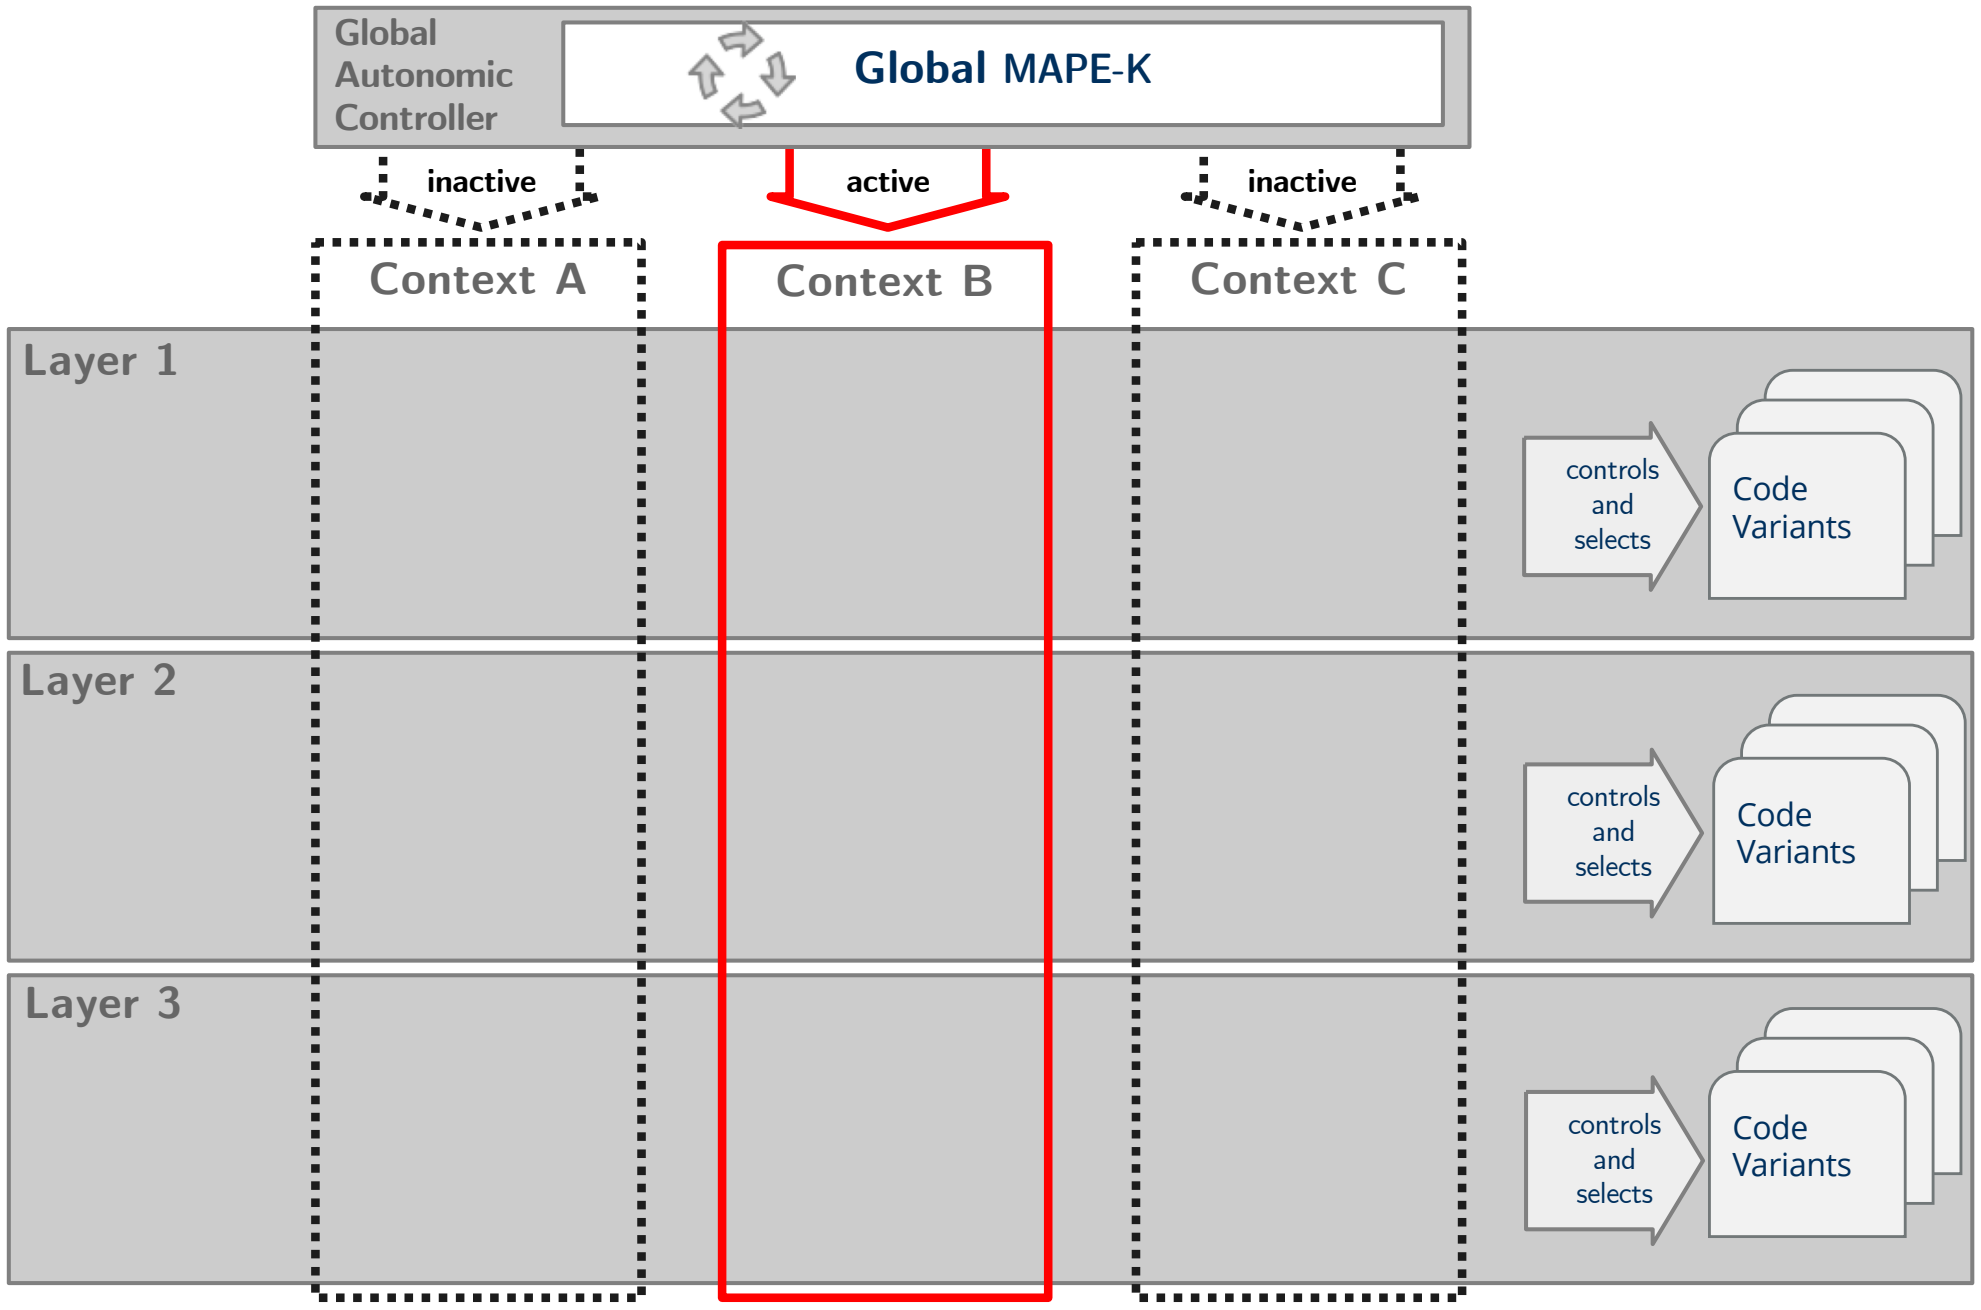 Global
Autonomic
Controller
Global MAPE-K
inactive
active
inactive
Context A
Context B
Context C
Layer 1
controls
and
selects
Code
Variants
Layer 2
controls
and
selects
Code
Variants
Layer 3
controls
and
selects
Code
Variants